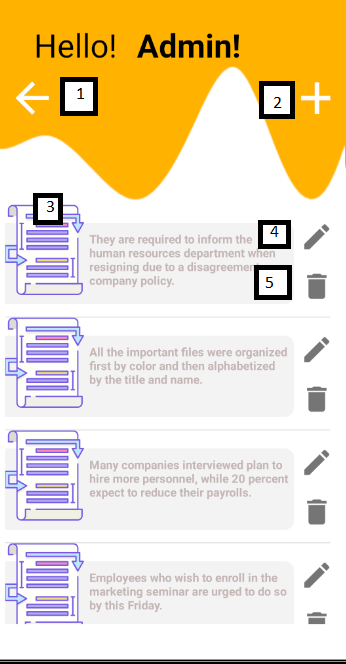 Hello! Admin!
1
2
3
4
They are required to inform the
human resources department when
5
resigning due to a disagreement
company policy.
All the important files were organized
first by color and then alphabetized
by the title and name.
Many companies interviewed plan to
hire more personnel, while 20 percent
expect to reduce their payrolls.
Employees who wish to enroll in the
marketing seminar are urged to do so
by this Friday.